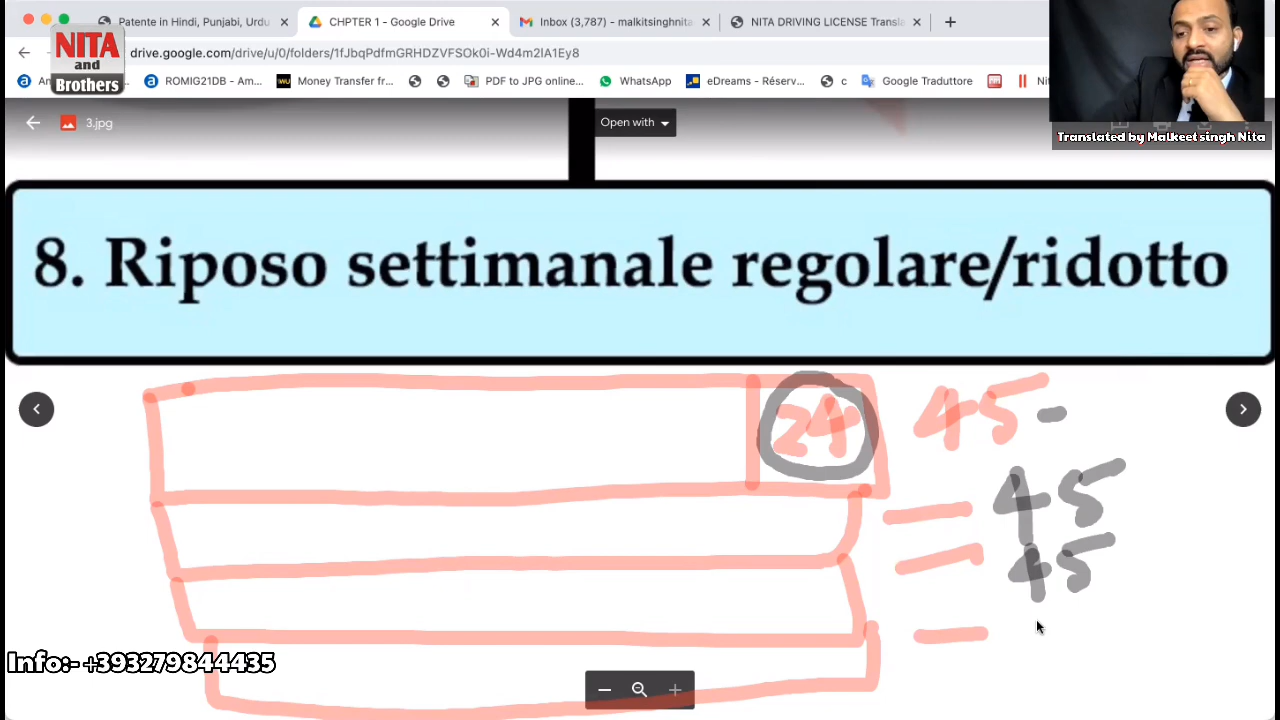 Patente in Hindi, Punjabi, Urdu
CHPTER 1 - Google Drive
Inbox (3,787) - malkitsinghnita
NITA DRIVING LICENSE Transla
NITA
and
Brothers
drive.google.com/drive/u/0/folders/1fJbqPdfmGRHDZVFSOk0i-Wd4m2lA1Ey8
Am
ROMIG21DB - Am...
Money Transfer fr...
PDF to JPG online...
WhatsApp
eDreams - Réserv...
c
Google Traduttore
Nit
3.jpg
Open with
Translated by Malkeet singh Nita
8. Riposo settimanale regolare/ridotto
24 45-
45
45
Info:- +393279844435